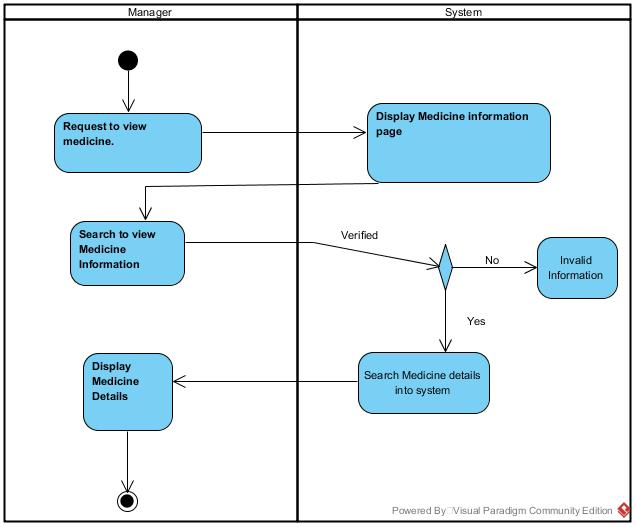 Manager
System
Request to view
medicine.
Display Medicine information
page
Search to view
Medicine
Information
Verified
No
Invalid
Information
Yes
Display
Medicine
Details
Search Medicine details
into system
Powered By Visual Paradigm Community Edition